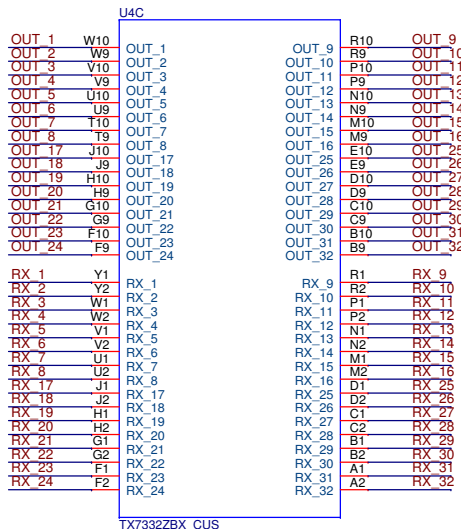 U4C
OUT_1 W10 OUT_1 OUT_9 R10 OUT_9
OUT_2 W9 OUT_2 OUT_10 R9 OUT_10
OUT_3 V10 OUT_3 OUT_11 P10 OUT_11
OUT_4 V9 OUT_4 OUT_12 P9 OUT_12
OUT_5 U10 OUT_5 OUT_13 N10 OUT_13
OUT_6 U9 OUT_6 OUT_14 N9 OUT_14
OUT_7 T10 OUT_7 OUT_15 M10 OUT_15
OUT_8 T9 OUT_8 OUT_16 M9 OUT_16
OUT_17 J10 OUT_17 OUT_25 E10 OUT_25
OUT_18 J9 OUT_18 OUT_26 E9 OUT_26
OUT_19 H10 OUT_19 OUT_27 D10 OUT_27
OUT_20 H9 OUT_20 OUT_28 D9 OUT_28
OUT_21 G10 OUT_21 OUT_29 C10 OUT_29
OUT_22 G9 OUT_22 OUT_30 C9 OUT_30
OUT_23 F10 OUT_23 OUT_31 B10 OUT_31
OUT_24 F9 OUT_24 OUT_32 B9 OUT_32
RX_1 Y1 RX_1 RX_9 R1 RX_9
RX_2 Y2 RX_2 RX_10 R2 RX_10
RX_3 W1 RX_3 RX_11 P1 RX_11
RX_4 W2 RX_4 RX_12 P2 RX_12
RX_5 V1 RX_5 RX_13 N1 RX_13
RX_6 V2 RX_6 RX_14 N2 RX_14
RX_7 U1 RX_7 RX_15 M1 RX_15
RX_8 U2 RX_8 RX_16 M2 RX_16
RX_17 J1 RX_17 RX_25 D1 RX_25
RX_18 J2 RX_18 RX_26 D2 RX_26
RX_19 H1 RX_19 RX_27 C1 RX_27
RX_20 H2 RX_20 RX_28 C2 RX_28
RX_21 G1 RX_21 RX_29 B1 RX_29
RX_22 G2 RX_22 RX_30 B2 RX_30
RX_23 F1 RX_23 RX_31 A1 RX_31
RX_24 F2 RX_24 RX_32 A2 RX_32
TX7332ZBX_CUS